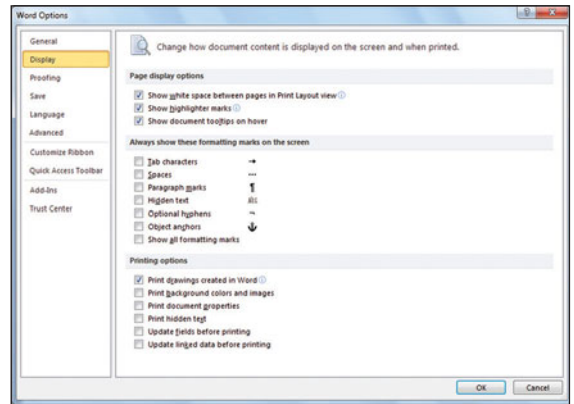 Word Options
General
Display
Proofing
Save
Language
Advanced
Customize Ribbon
Quick Access Toolbar
Add-Ins
Trust Center
Change how document content is displayed on the screen and when printed.
Page display options
Show white space between pages in Print Layout view
Show highlighter marks
Show document tooltips on hover
Always show these formatting marks on the screen
Tab characters →
Spaces ···
Paragraph marks ¶
Hidden text abc
Optional hyphens ¬
Object anchors
Show all formatting marks
Printing options
Print drawings created in Word
Print background colors and images
Print document properties
Print hidden text
Update fields before printing
Update linked data before printing
OK Cancel